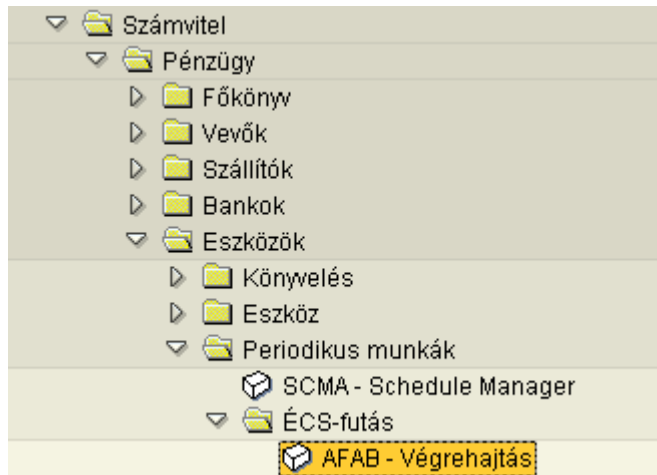 Számvitel
Pénzügy
Főkönyv
Vevők
Szállítók
Bankok
Eszközök
Könyvelés
Eszköz
Periodikus munkák
SCMA - Schedule Manager
ÉCS-futás
AFAB - Végrehajtás